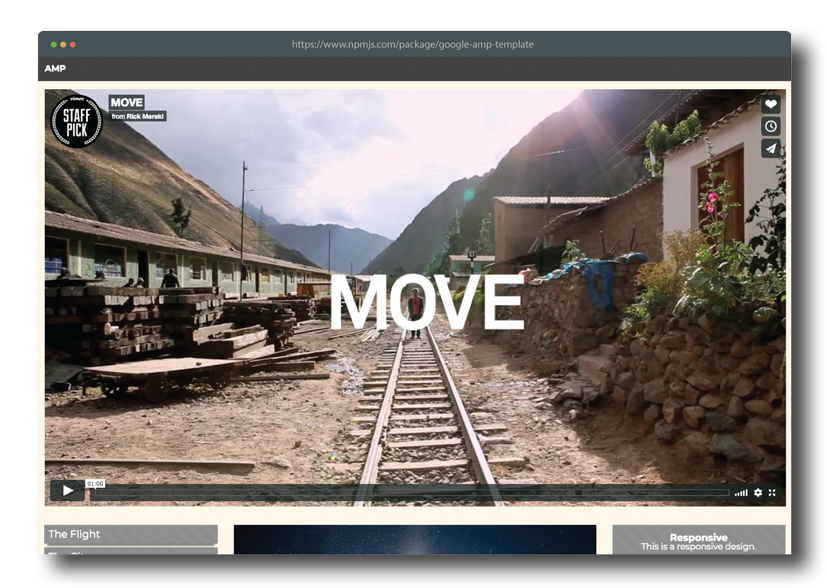 https://www.npmjs.com/package/google-amp-template
AMP
vimeo
STAFF
PICK
MOVE
from Rick Mereki
MOVE
01:00
The Flight
Responsive
This is a responsive design.